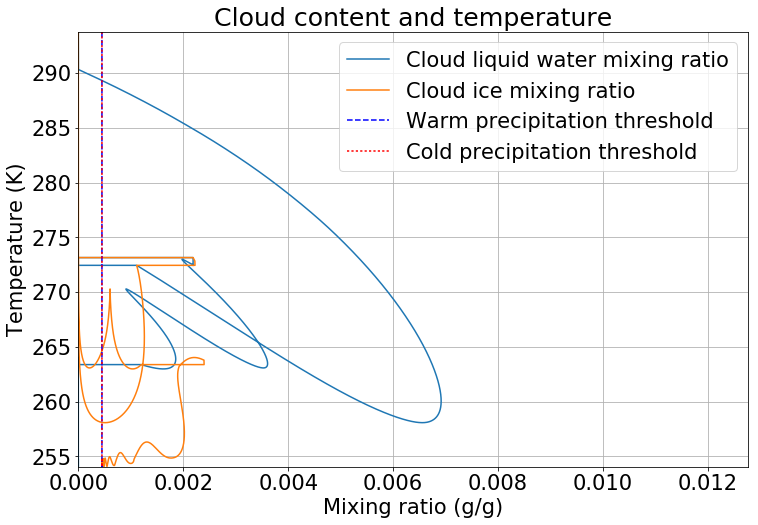 Cloud content and temperature
Cloud liquid water mixing ratio
Cloud ice mixing ratio
Warm precipitation threshold
Cold precipitation threshold
Temperature (K)
290
285
280
275
270
265
260
255
0.000 0.002 0.004 0.006 0.008 0.010 0.012
Mixing ratio (g/g)